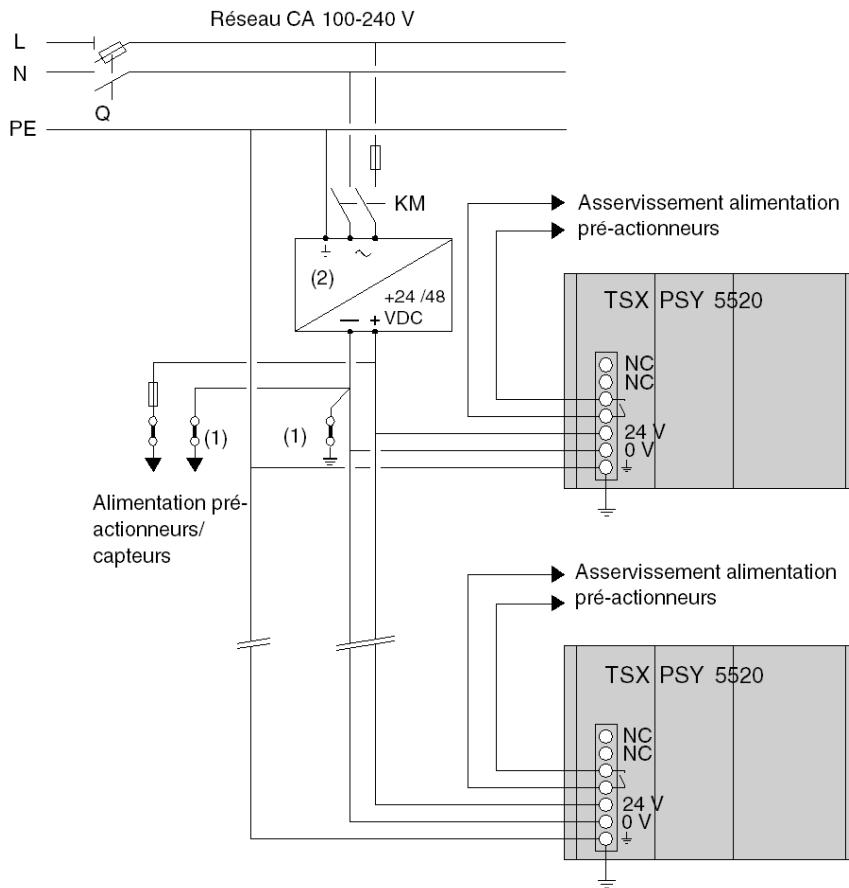 Réseau CA 100-240 V
L
N
Q
PE
KM
(2)
+24 /48
VDC
— +
Asservissement alimentation
pré-actionneurs
TSX PSY 5520
NC
NC
24 V
0 V
(1)
(1)
Alimentation pré-
actionneurs/
capteurs
Asservissement alimentation
pré-actionneurs
TSX PSY 5520
NC
NC
24 V
0 V